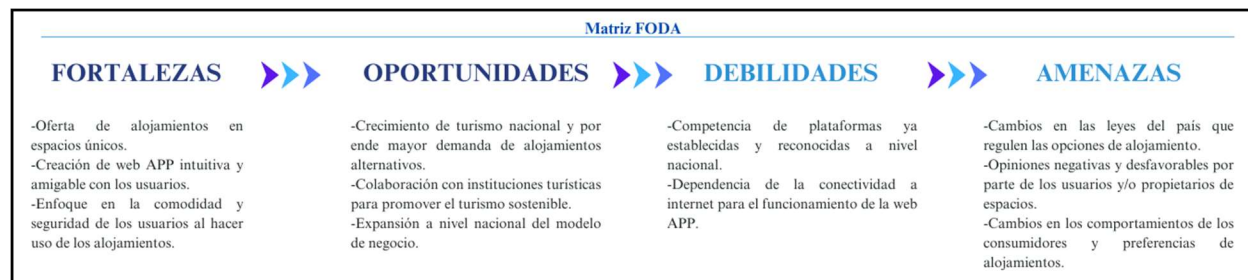 Matriz FODA
FORTALEZAS
-Oferta de alojamientos en
espacios únicos.
-Creación de web APP intuitiva y
amigable con los usuarios.
-Enfoque en la comodidad y
seguridad de los usuarios al hacer
uso de los alojamientos.
OPORTUNIDADES
-Crecimiento de turismo nacional y por
ende mayor demanda de alojamientos
alternativos.
-Colaboración con instituciones turísticas
para promover el turismo sostenible.
-Expansión a nivel nacional del modelo
de negocio.
DEBILIDADES
-Competencia de plataformas ya
establecidas y reconocidas a nivel
nacional.
-Dependencia de la conectividad a
internet para el funcionamiento de la web
APP.
AMENAZAS
-Cambios en las leyes del país que
regulen las opciones de alojamiento.
-Opiniones negativas y desfavorables por
parte de los usuarios y/o propietarios de
espacios.
-Cambios en los comportamientos de los
consumidores y preferencias de
alojamientos.